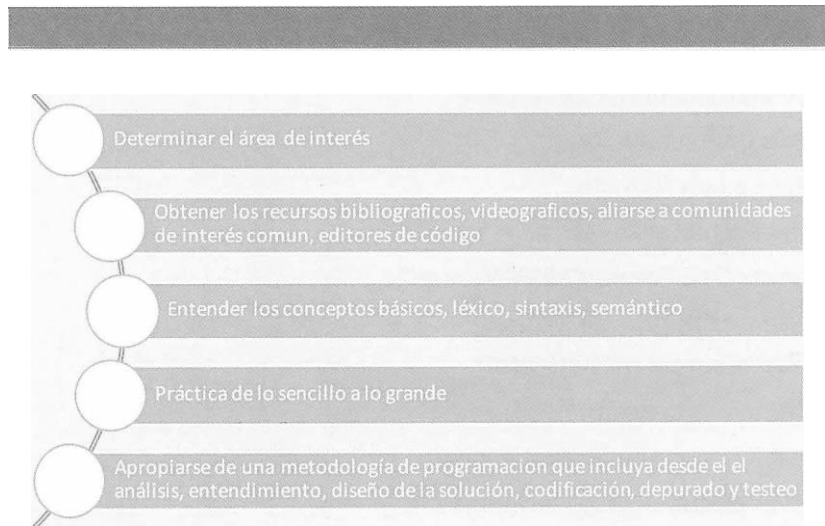 Determinar el área de interés
Obtener los recursos bibliograficos, videograficos, aliarse a comunidades
de interés comun, editores de código
Entender los conceptos básicos, léxico, sintaxis, semántico
Práctica de lo sencillo a lo grande
Apropiarse de una metodología de programacion que incluya desde el el
análisis, entendimiento, diseño de la solución, codificación, depurado y testeo